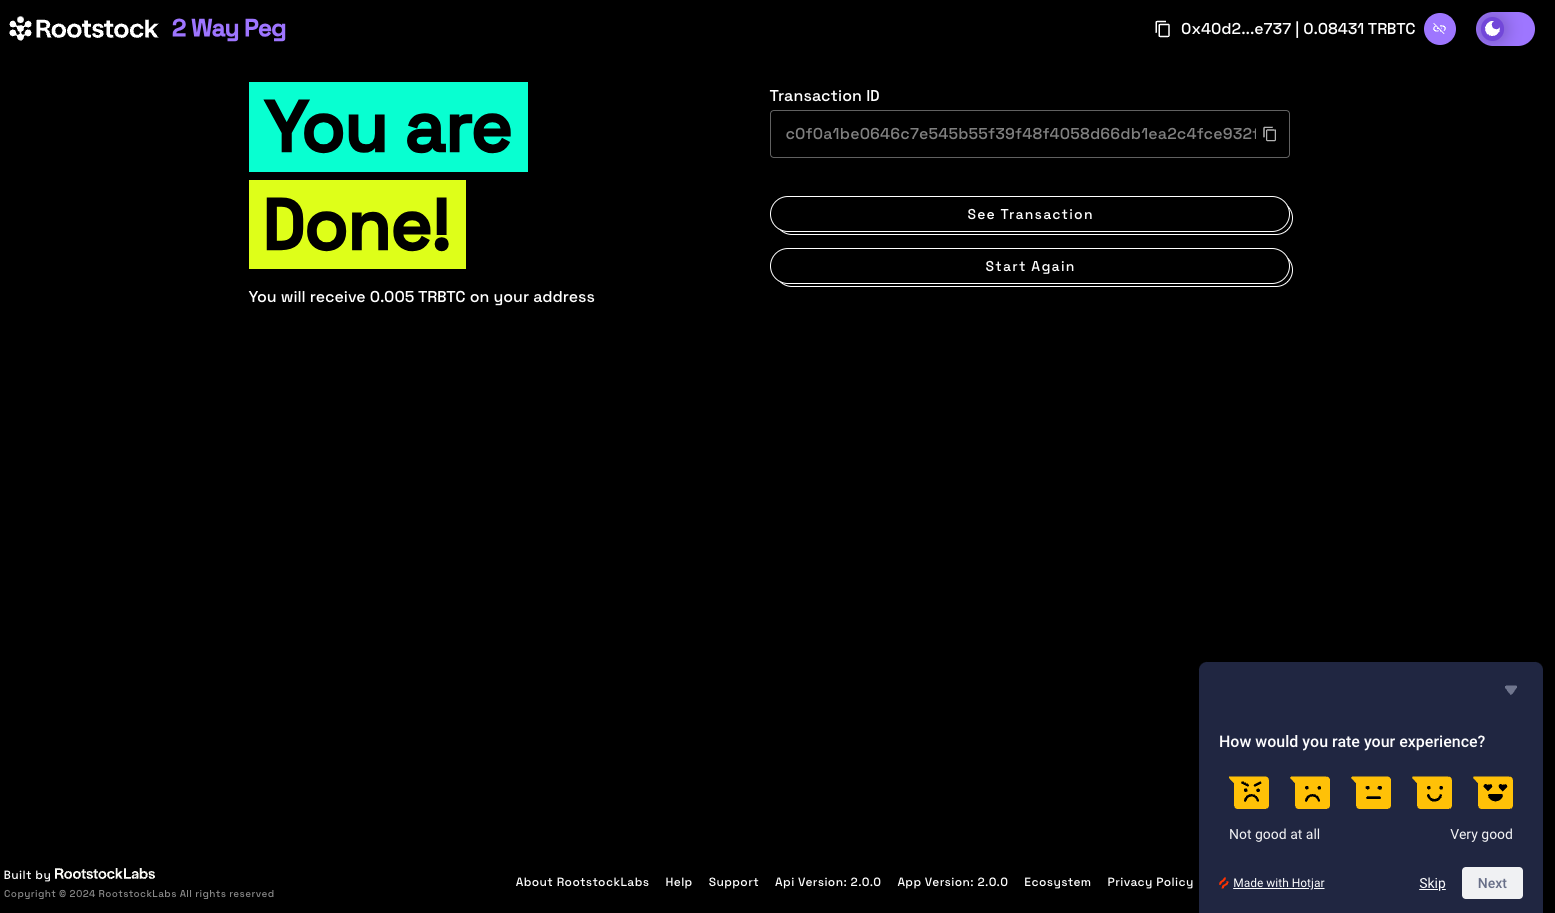 Rootstock 2 Way Peg
0x40d2...e737 | 0.08431 TRBTC
You are
Done!
You will receive 0.005 TRBTC on your address
Transaction ID
c0f0a1be0646c7e545b55f39f48f4058d66db1ea2c4fce932f
See Transaction
Start Again
How would you rate your experience?
Not good at all Very good
Made with Hotjar Skip Next
Built by RootstockLabs
Copyright © 2024 RootstockLabs All rights reserved
About RootstockLabs Help Support Api Version: 2.0.0 App Version: 2.0.0 Ecosystem Privacy Policy